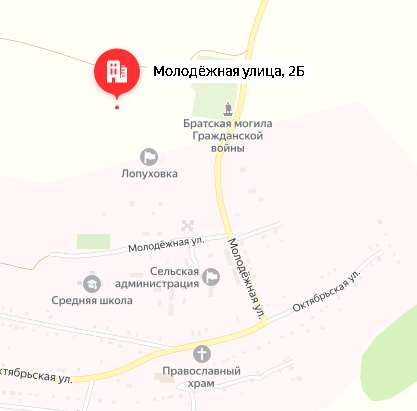 Молодёжная улица, 2Б
Братская могила
Гражданской
войны
Лопуховка
Молодёжная ул.
Молодёжная ул.
Сельская
администрация
Средняя школа
Октябрьская ул.
Православный
храм
ктябрьская ул.